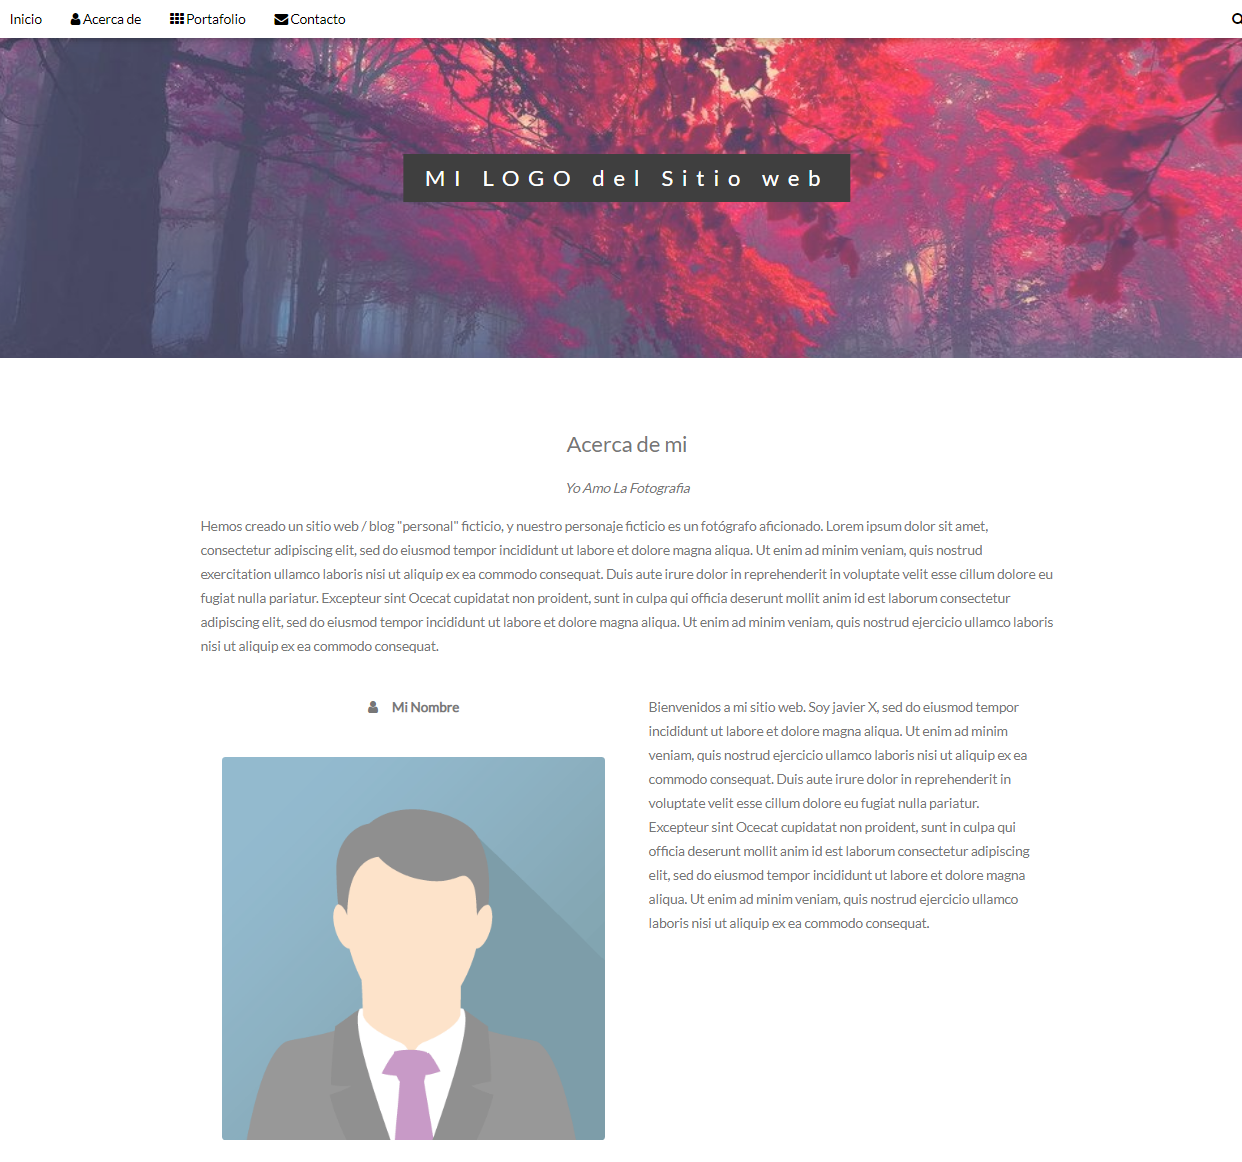 Inicio Acerca de Portafolio Contacto
MI LOGO del Sitio web
Acerca de mi
Yo Amo La Fotografia
Hemos creado un sitio web / blog "personal" ficticio, y nuestro personaje ficticio es un fotógrafo aficionado. Lorem ipsum dolor sit amet,
consectetur adipiscing elit, sed do eiusmod tempor incididunt ut labore et dolore magna aliqua. Ut enim ad minim veniam, quis nostrud
exercitation ullamco laboris nisi ut aliquip ex ea commodo consequat. Duis aute irure dolor in reprehenderit in voluptate velit esse cillum dolore eu
fugiat nulla pariatur. Excepteur sint Ocecat cupidatat non proident, sunt in culpa qui officia deserunt mollit anim id est laborum consectetur
adipiscing elit, sed do eiusmod tempor incididunt ut labore et dolore magna aliqua. Ut enim ad minim veniam, quis nostrud ejercicio ullamco laboris
nisi ut aliquip ex ea commodo consequat.
Mi Nombre
Bienvenidos a mi sitio web. Soy javier X, sed do eiusmod tempor
incididunt ut labore et dolore magna aliqua. Ut enim ad minim
veniam, quis nostrud ejercicio ullamco laboris nisi ut aliquip ex ea
commodo consequat. Duis aute irure dolor in reprehenderit in
voluptate velit esse cillum dolore eu fugiat nulla pariatur.
Excepteur sint Ocecat cupidatat non proident, sunt in culpa qui
officia deserunt mollit anim id est laborum consectetur adipiscing
elit, sed do eiusmod tempor incididunt ut labore et dolore magna
aliqua. Ut enim ad minim veniam, quis nostrud ejercicio ullamco
laboris nisi ut aliquip ex ea commodo consequat.